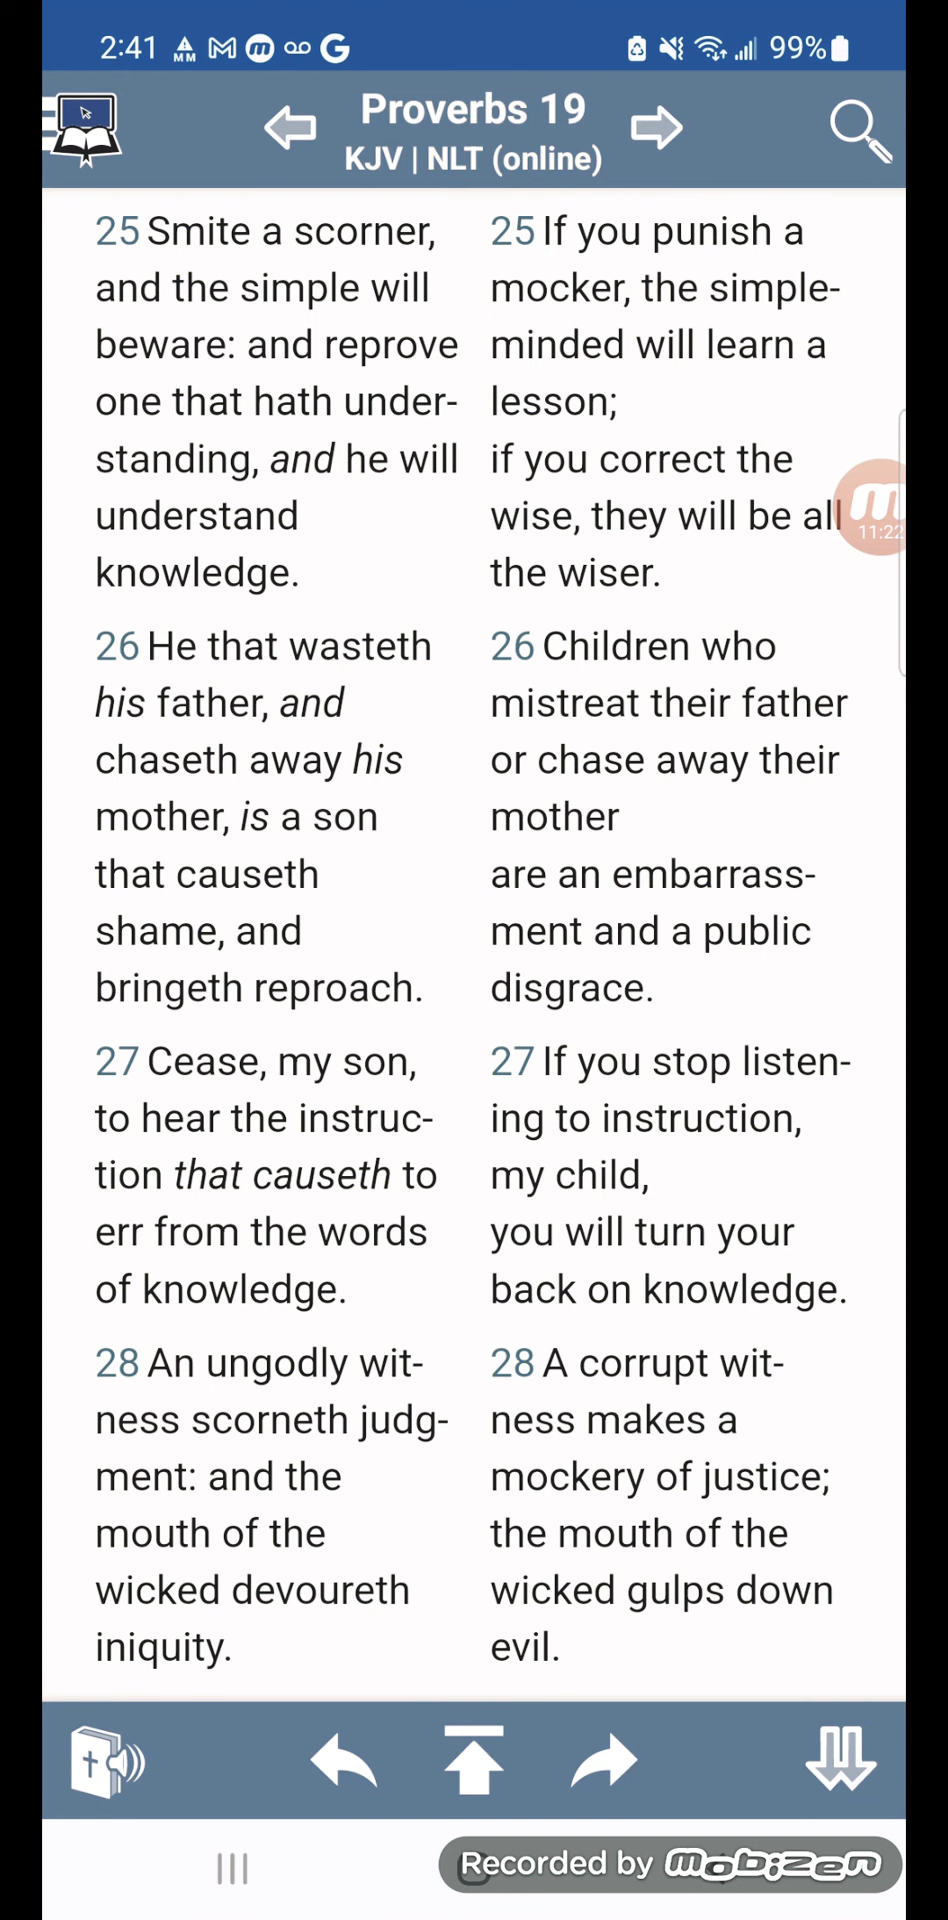 2:41
MM
99%
Proverbs 19
KJV | NLT (online)
25 Smite a scorner,
and the simple will
beware: and reprove
one that hath under-
standing, and he will
understand
knowledge.
26 He that wasteth
his father, and
chaseth away his
mother, is a son
that causeth
shame, and
bringeth reproach.
27 Cease, my son,
to hear the instruc-
tion that causeth to
err from the words
of knowledge.
28 An ungodly wit-
ness scorneth judg-
ment: and the
mouth of the
wicked devoureth
iniquity.
25 If you punish a
mocker, the simple-
minded will learn a
lesson;
if you correct the
wise, they will be all
the wiser.
26 Children who
mistreat their father
or chase away their
mother
are an embarrass-
ment and a public
disgrace.
27 If you stop listen-
ing to instruction,
my child,
you will turn your
back on knowledge.
28 A corrupt wit-
ness makes a
mockery of justice;
the mouth of the
wicked gulps down
evil.
m
11:22
Recorded by mobizen